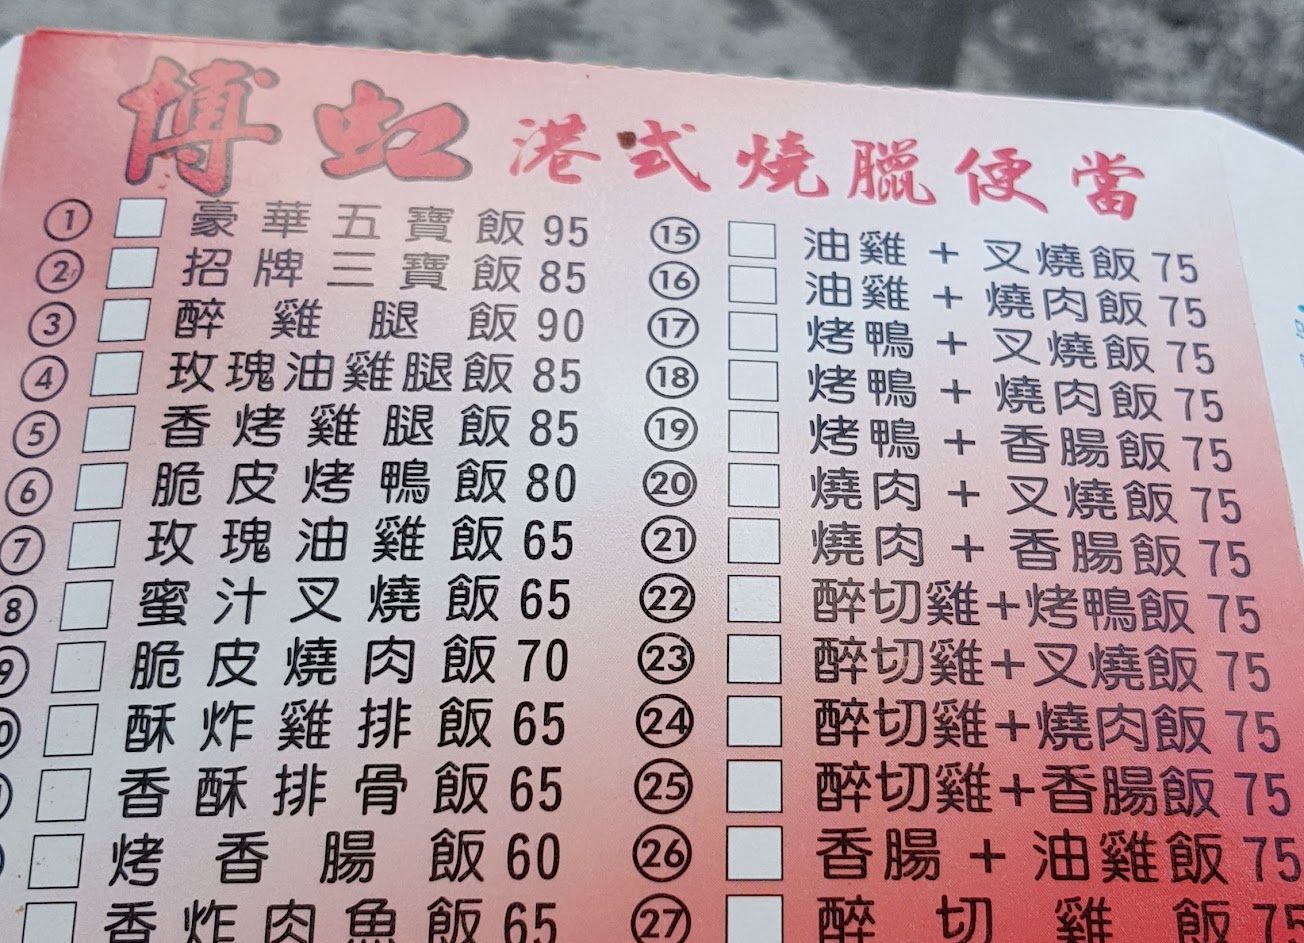 博虹港式燒臘便當
① 豪華五寶飯 95
② 招牌三寶飯 85
③ 醉雞腿飯 90
④ 玫瑰油雞腿飯 85
⑤ 香烤雞腿飯 85
⑥ 脆皮烤鴨飯 80
⑦ 玫瑰油雞飯 65
⑧ 蜜汁叉燒飯 65
⑨ 脆皮燒肉飯 70
酥炸雞排飯 65
香酥排骨飯 65
烤香腸飯 60
香炸肉魚飯 65
⑮ 油雞+叉燒飯 75
⑯ 油雞+燒肉飯 75
⑰ 烤鴨+叉燒飯 75
⑱ 烤鴨+燒肉飯 75
⑲ 烤鴨+香腸飯 75
⑳ 燒肉+叉燒飯 75
㉑ 燒肉+香腸飯 75
㉒ 醉切雞+烤鴨飯 75
㉓ 醉切雞+叉燒飯 75
㉔ 醉切雞+燒肉飯 75
㉕ 醉切雞+香腸飯 75
㉖ 香腸+油雞飯 75
㉗ 醉切雞飯 75